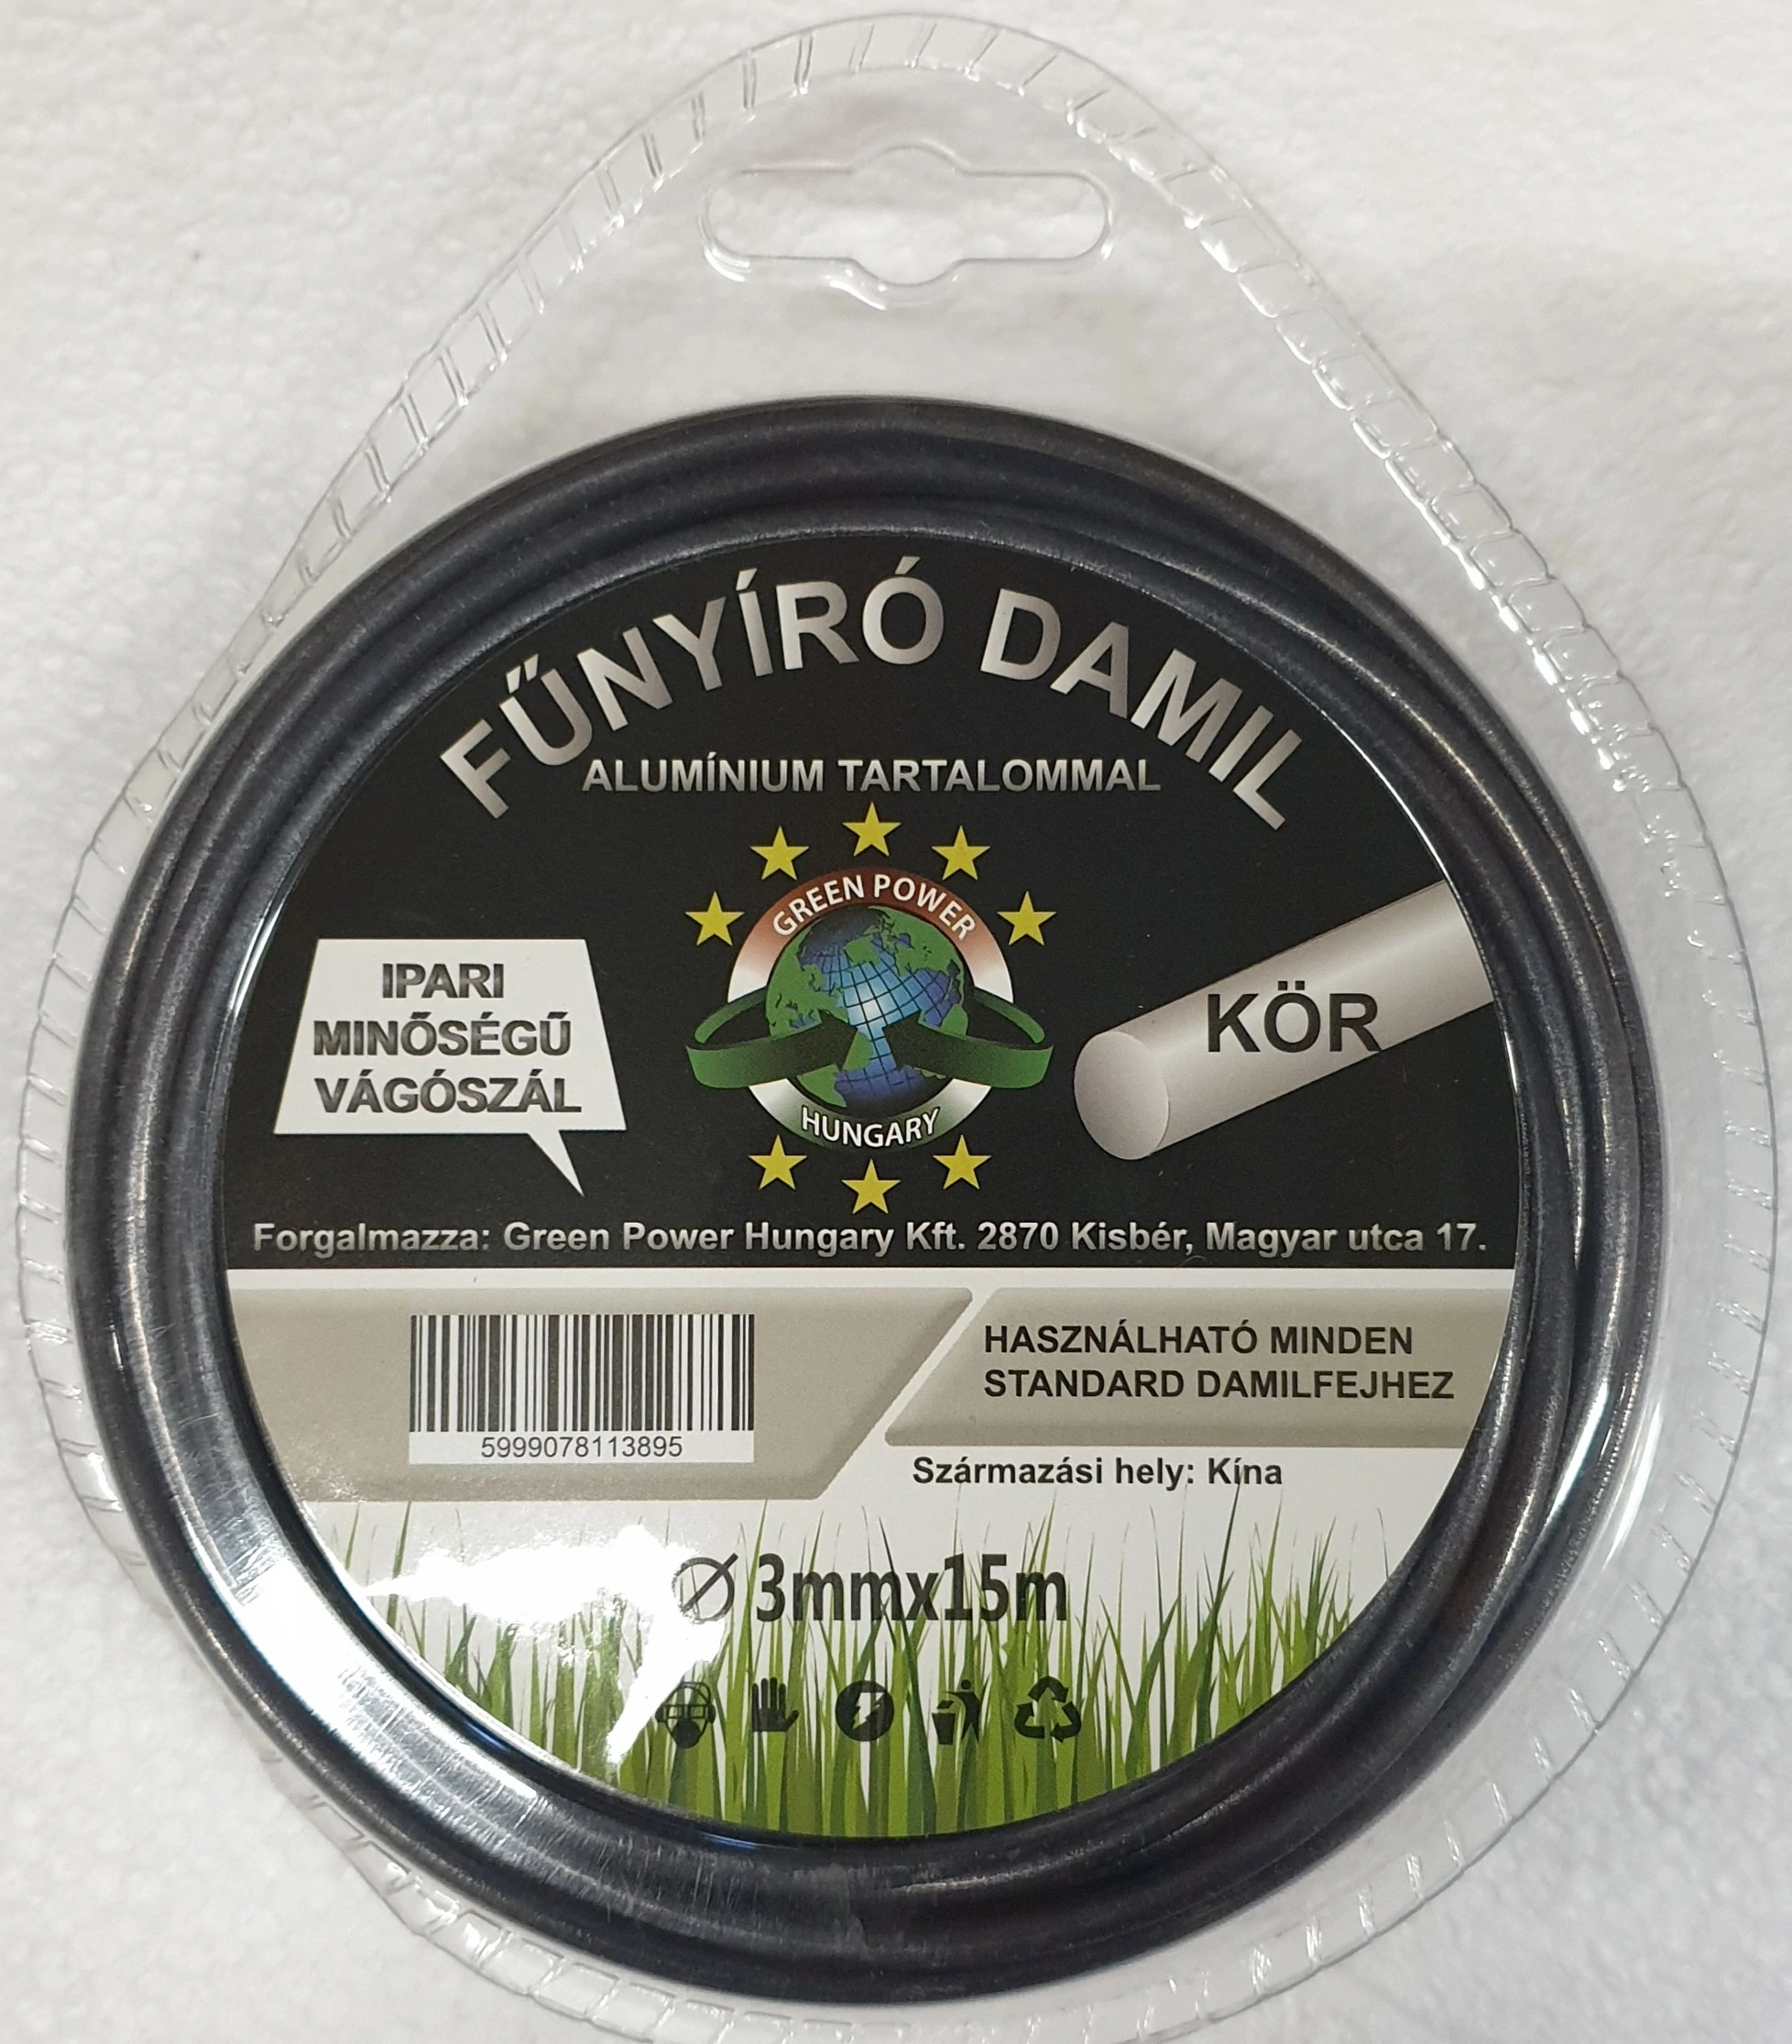 FŰNYÍRÓ DAMIL
ALUMÍNIUM TARTALOMMAL
GREEN POWER
HUNGARY
IPARI
MINŐSÉGŰ
VÁGÓSZÁL
KÖR
Forgalmazza: Green Power Hungary Kft. 2870 Kisbér, Magyar utca 17.
5999078113895
HASZNÁLHATÓ MINDEN
STANDARD DAMILFEJHEZ
Származási hely: Kína
Ø 3mmx15m